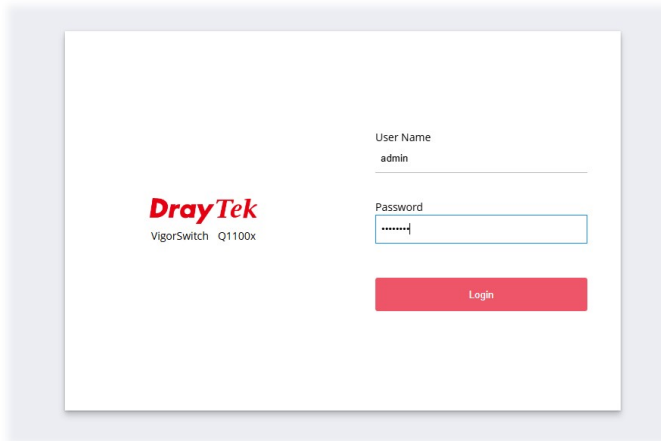 DrayTek
VigorSwitch Q1100x
User Name
admin
Password
••••••••
Login